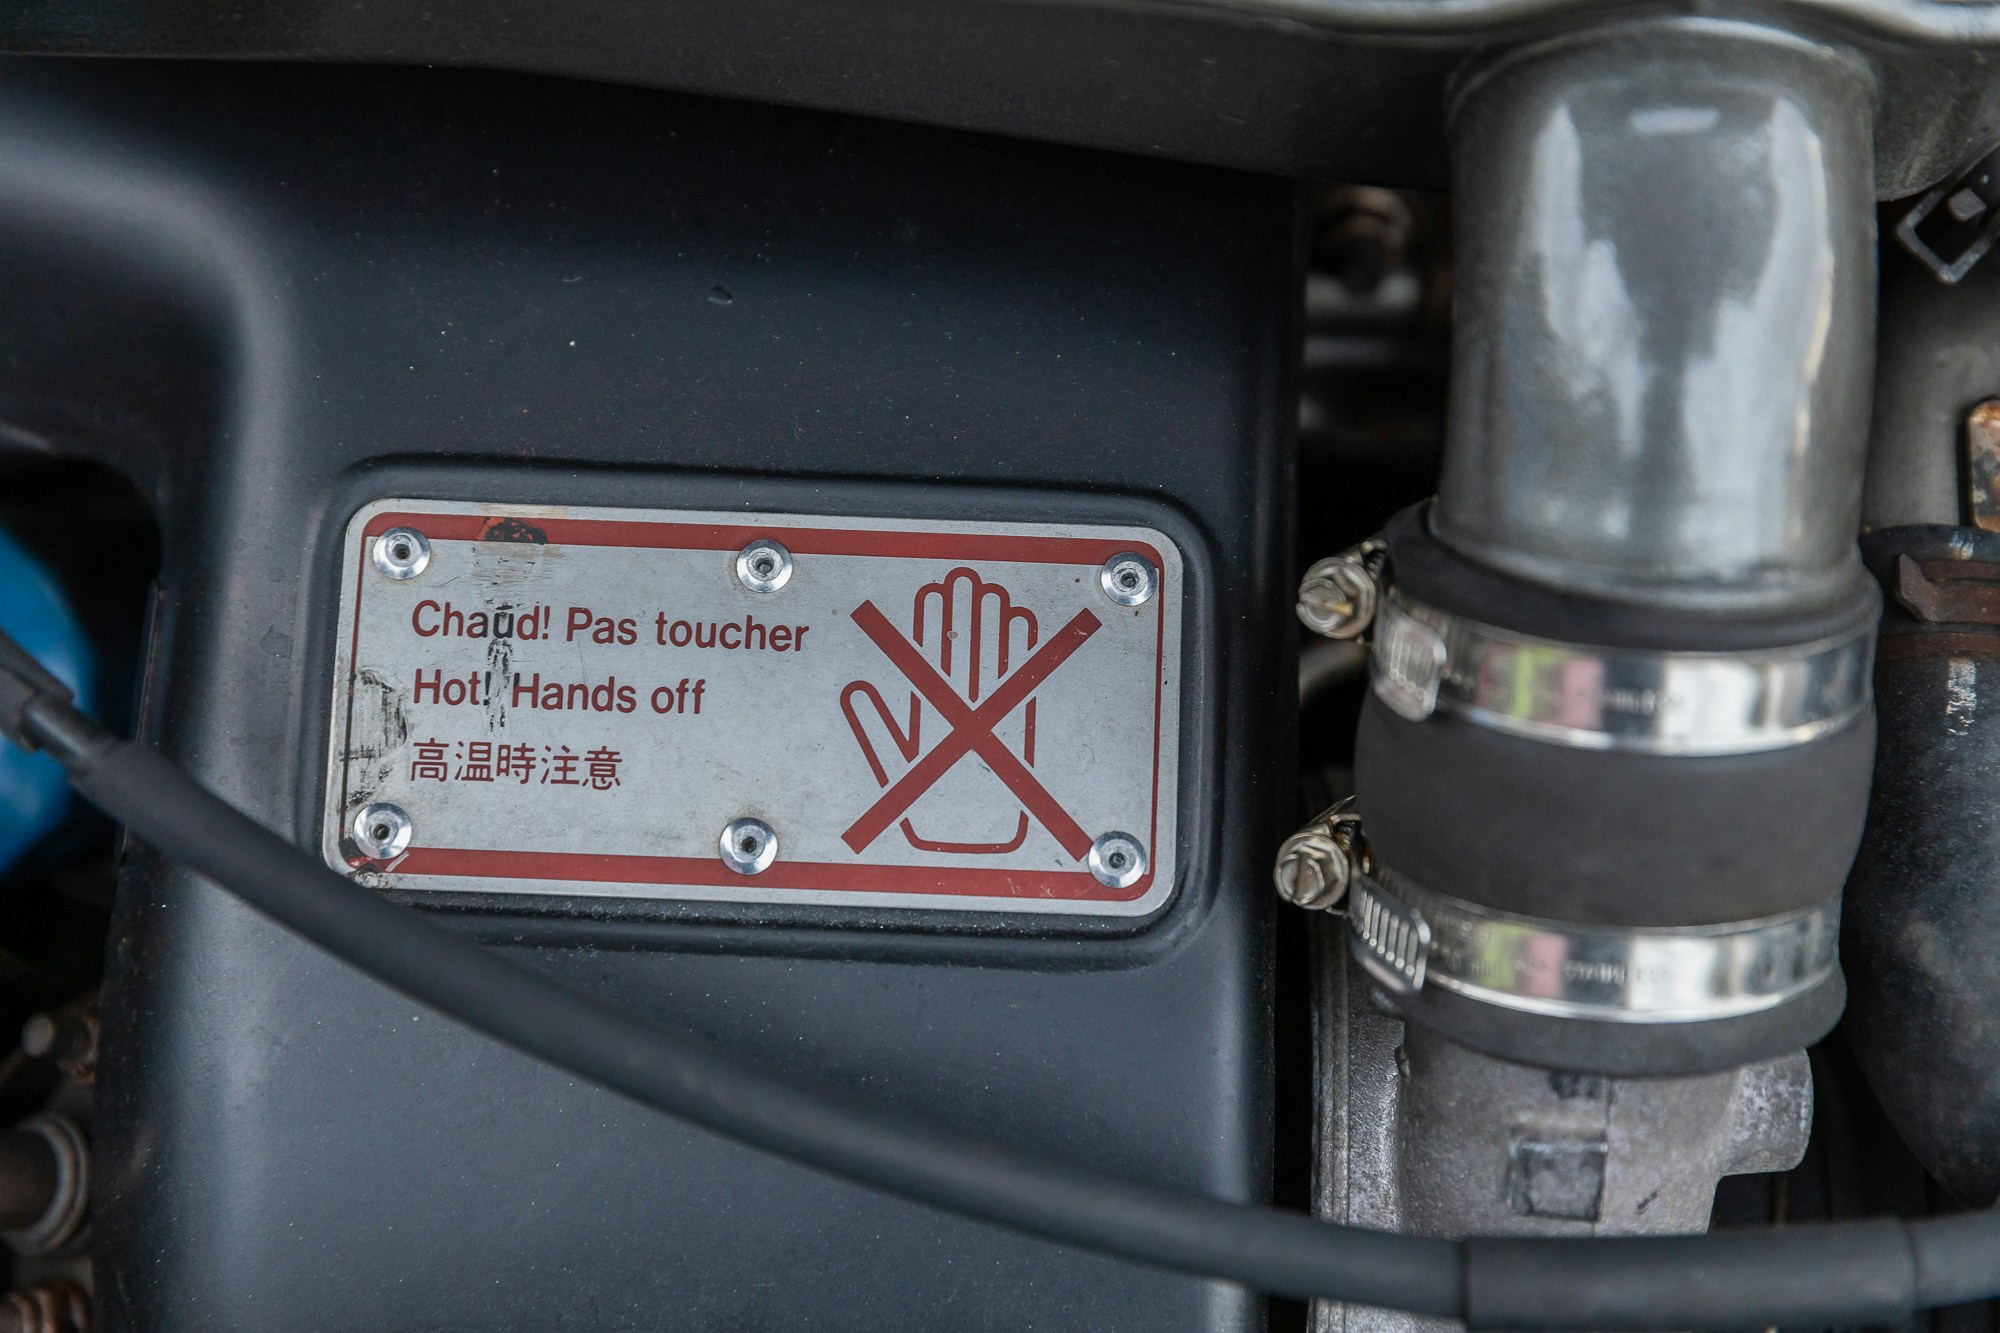 Chaud! Pas toucher
Hot! Hands off
高温時注意